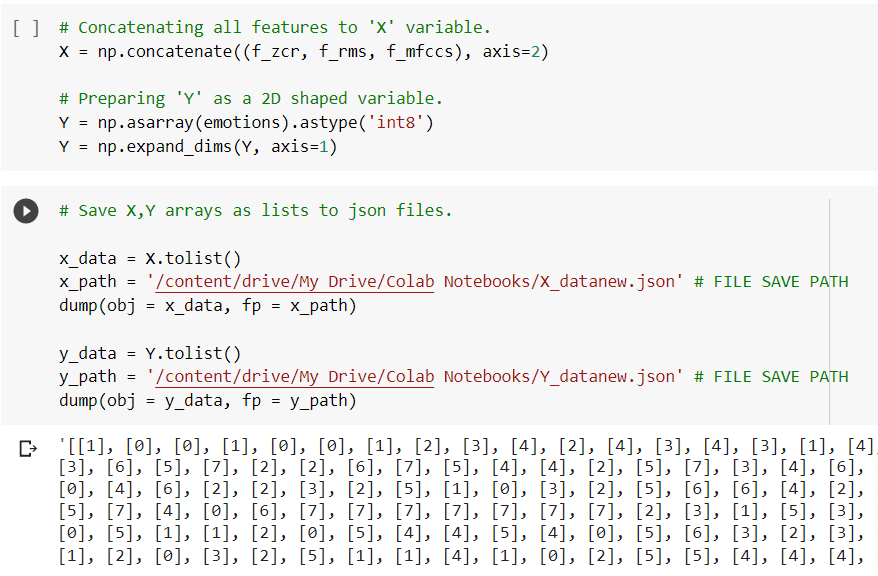 [ ] # Concatenating all features to 'X' variable.
X = np.concatenate((f_zcr, f_rms, f_mfccs), axis=2)
# Preparing 'Y' as a 2D shaped variable.
Y = np.asarray(emotions).astype('int8')
Y = np.expand_dims(Y, axis=1)
# Save X,Y arrays as lists to json files.
x_data = X.tolist()
x_path = '/content/drive/My Drive/Colab Notebooks/X_datanew.json' # FILE SAVE PATH
dump(obj = x_data, fp = x_path)
y_data = Y.tolist()
y_path = '/content/drive/My Drive/Colab Notebooks/Y_datanew.json' # FILE SAVE PATH
dump(obj = y_data, fp = y_path)
'[[1], [0], [0], [1], [0], [0], [1], [2], [3], [4], [2], [4], [3], [4], [3], [1], [4],
[3], [6], [5], [7], [2], [2], [6], [7], [5], [4], [4], [2], [5], [7], [3], [4], [6],
[0], [4], [6], [2], [2], [3], [2], [5], [1], [0], [3], [2], [5], [6], [6], [4], [2],
[5], [7], [4], [0], [6], [7], [7], [7], [7], [7], [7], [2], [3], [1], [5], [3],
[0], [5], [1], [1], [2], [0], [5], [4], [4], [5], [4], [0], [5], [6], [3], [2], [3],
[1], [2], [0], [3], [2], [5], [1], [1], [4], [1], [0], [2], [5], [5], [4], [4], [4],